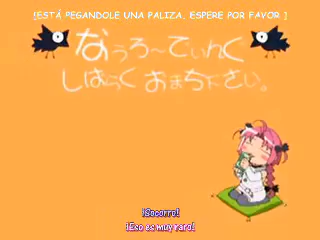 ¡ESTÁ PEGANDOLE UNA PALIZA, ESPERE POR FAVOR ]
なうろ～でぃんぐ
しばらくおまちください。
¡Socorro!
¡Eso es muy raro!